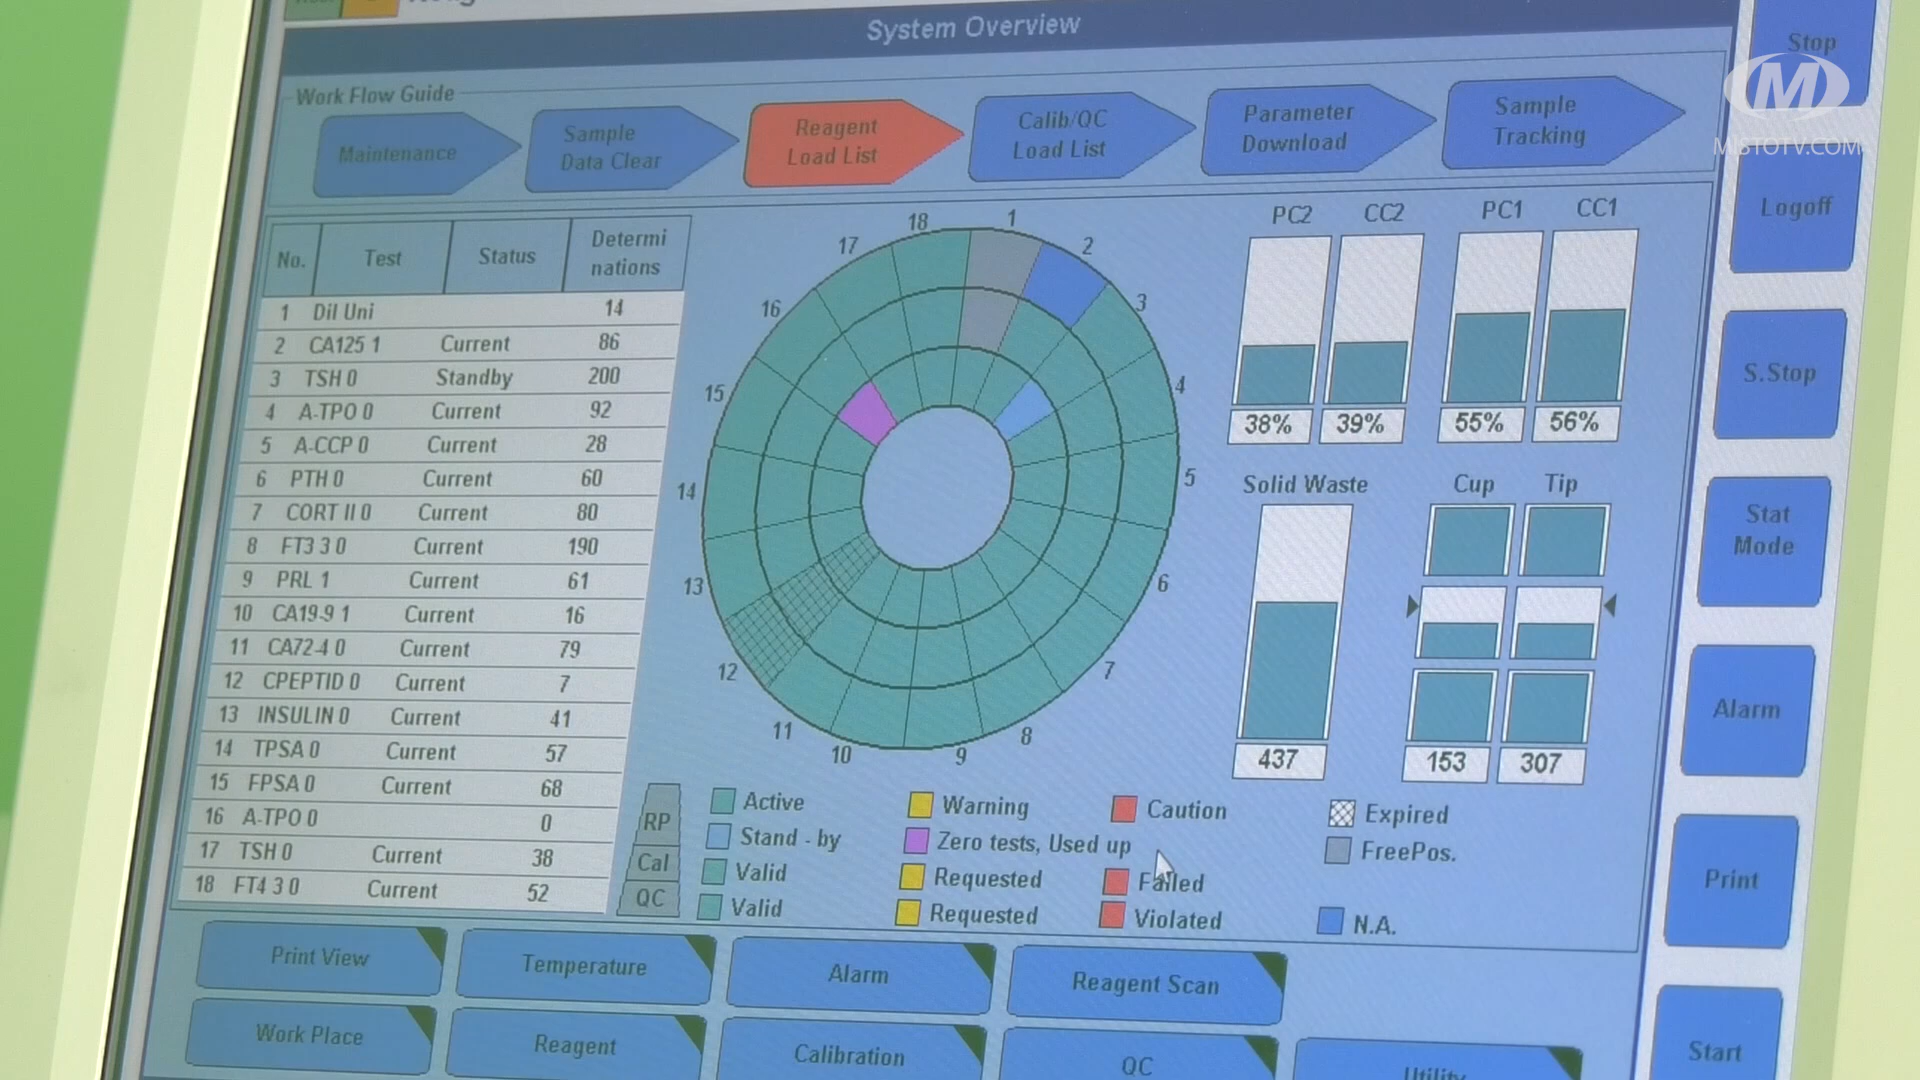 System Overview
Stop
Work Flow Guide
Maintenance
Sample
Data Clear
Reagent
Load List
Calib/QC
Load List
Parameter
Download
Sample
Tracking
M
MISTOTV.COM
Logoff
S.Stop
Stat
Mode
Alarm
Print
Start
No. Test Status Determi
nations
1 Dil Uni 14
2 CA125 1 Current 86
3 TSH 0 Standby 200
4 A-TPO 0 Current 92
5 A-CCP 0 Current 28
6 PTH 0 Current 60
7 CORT II 0 Current 80
8 FT3 3 0 Current 190
9 PRL 1 Current 61
10 CA19-9 1 Current 16
11 CA72-4 0 Current 79
12 CPEPTID 0 Current 7
13 INSULIN 0 Current 41
14 TPSA 0 Current 57
15 FPSA 0 Current 68
16 A-TPO 0 0
17 TSH 0 Current 38
18 FT4 3 0 Current 52
1
2
3
4
5
6
7
8
9
10
11
12
13
14
15
16
17
18
PC2 CC2 PC1 CC1
38% 39% 55% 56%
Solid Waste Cup Tip
437 153 307
RP Active Warning Caution Expired
Stand - by Zero tests, Used up FreePos.
Cal Valid Requested Failed
QC Valid Requested Violated N.A.
Print View Temperature Alarm Reagent Scan
Work Place Reagent Calibration QC Utility